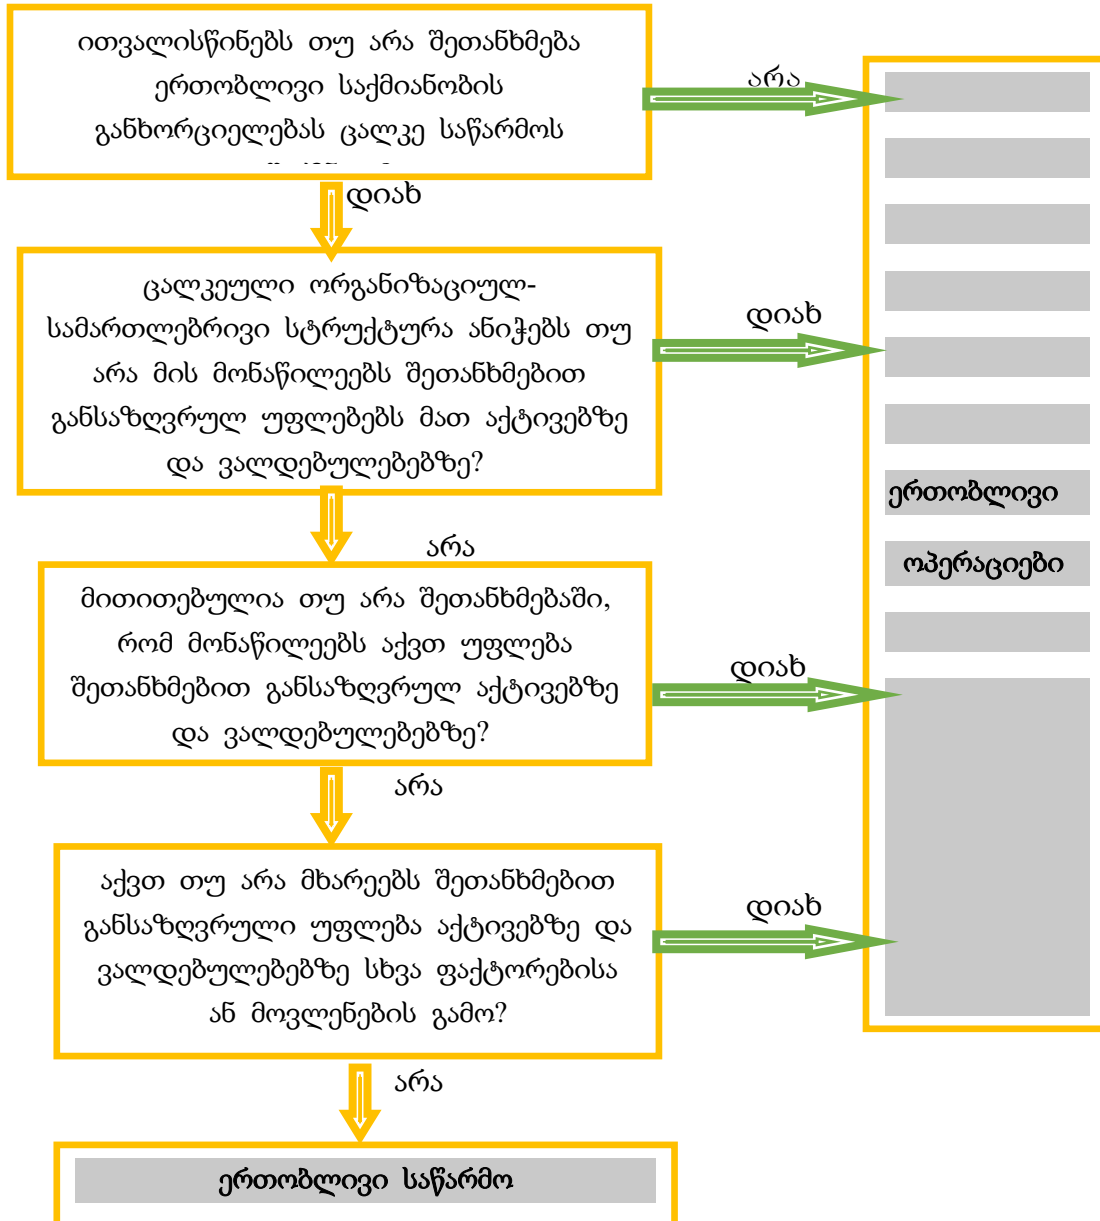 ითვალისწინებს თუ არა შეთანხმება
ერთობლივი საქმიანობის
განხორციელებას ცალკე საწარმოს
არა
დიახ
ცალკეული ორგანიზაციულ-
სამართლებრივი სტრუქტურა ანიჭებს თუ
არა მის მონაწილეებს შეთანხმებით
განსაზღვრულ უფლებებს მათ აქტივებზე
და ვალდებულებებზე?
დიახ
არა
მითითებულია თუ არა შეთანხმებაში,
რომ მონაწილეებს აქვთ უფლება
შეთანხმებით განსაზღვრულ აქტივებზე
და ვალდებულებებზე?
დიახ
არა
აქვთ თუ არა მხარეებს შეთანხმებით
განსაზღვრული უფლება აქტივებზე და
ვალდებულებებზე სხვა ფაქტორებისა
ან მოვლენების გამო?
დიახ
არა
ერთობლივი
ოპერაციები
ერთობლივი საწარმო